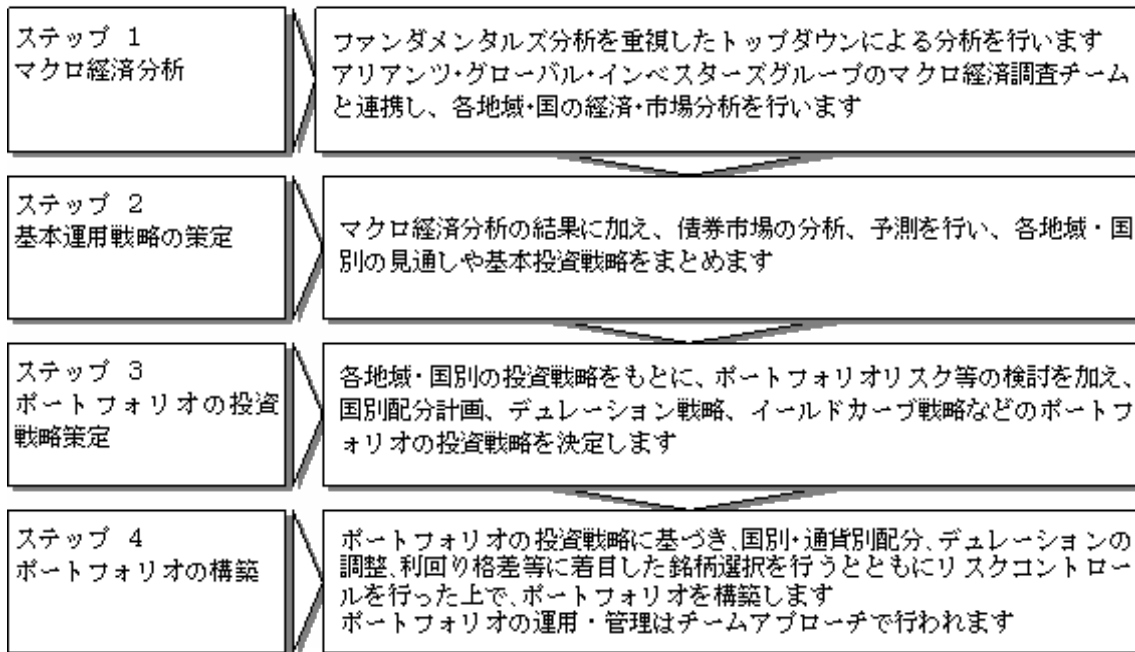 ステップ 1
マクロ経済分析
ファンダメンタルズ分析を重視したトップダウンによる分析を行います
アリアンツ・グローバル・インベスターズグループのマクロ経済調査チーム
と連携し、各地域・国の経済・市場分析を行います
ステップ 2
基本運用戦略の策定
マクロ経済分析の結果に加え、債券市場の分析、予測を行い、各地域・国
別の見通しや基本投資戦略をまとめます
ステップ 3
ポートフォリオの投資
戦略策定
各地域・国別の投資戦略をもとに、ポートフォリオリスク等の検討を加え、
国別配分計画、デュレーション戦略、イールドカーブ戦略などのポートフ
ォリオの投資戦略を決定します
ステップ 4
ポートフォリオの構築
ポートフォリオの投資戦略に基づき、国別・通貨別配分、デュレーションの
調整、利回り格差等に着目した銘柄選択を行うとともにリスクコントロー
ルを行った上で、ポートフォリオを構築します
ポートフォリオの運用・管理はチームアプローチで行われます